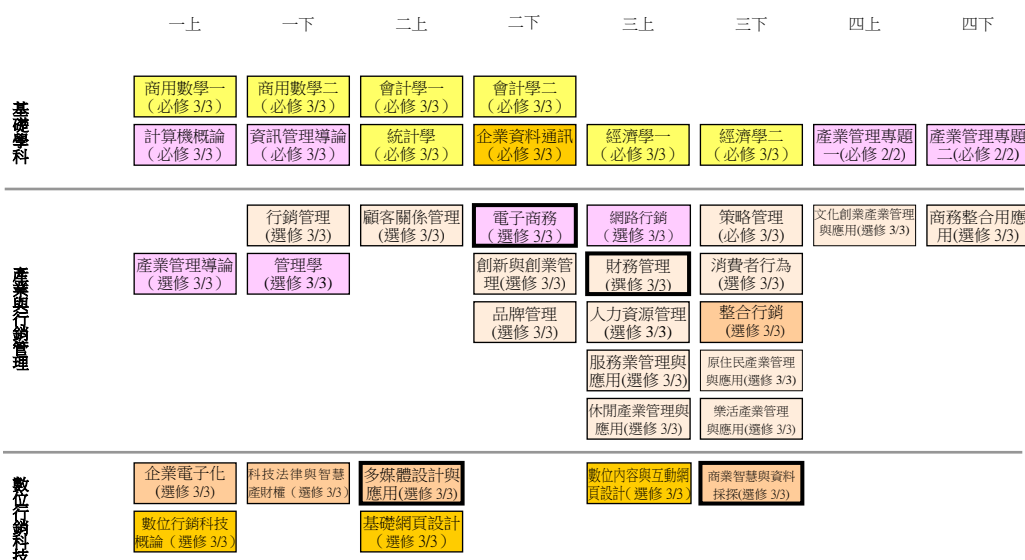 一上 一下 二上 二下 三上 三下 四上 四下
基礎學科
商用數學一
（必修 3/3）
商用數學二
（必修 3/3）
會計學一
（必修 3/3）
會計學二
（必修 3/3）
計算機概論
（必修 3/3）
資訊管理導論
（必修 3/3）
統計學
（必修 3/3）
企業資料通訊
（必修 3/3）
經濟學一
（必修 3/3）
經濟學二
（必修 3/3）
產業管理專題
一(必修 2/2)
產業管理專題
二(必修 2/2)
產業與行銷管理
行銷管理
(選修 3/3)
顧客關係管理
(選修 3/3)
電子商務
（選修 3/3）
網路行銷
（選修 3/3）
策略管理
(必修 3/3)
文化創業產業管理
與應用(選修 3/3)
商務整合用應
用(選修 3/3)
產業管理導論
（選修 3/3）
管理學
(選修 3/3)
創新與創業管
理(選修 3/3)
財務管理
(選修 3/3)
消費者行為
(選修 3/3)
品牌管理
(選修 3/3)
人力資源管理
(選修 3/3)
整合行銷
(選修 3/3)
服務業管理與
應用(選修 3/3)
原住民產業管理
與應用(選修 3/3)
休閒產業管理與
應用(選修 3/3)
樂活產業管理
與應用(選修 3/3)
數位行銷科技
企業電子化
(選修 3/3)
科技法律與智慧
產財權（選修 3/3）
多媒體設計與
應用(選修 3/3)
數位內容與互動網
頁設計（選修 3/3）
商業智慧與資料
採探(選修 3/3)
數位行銷科技
概論（選修 3/3）
基礎網頁設計
（選修 3/3）